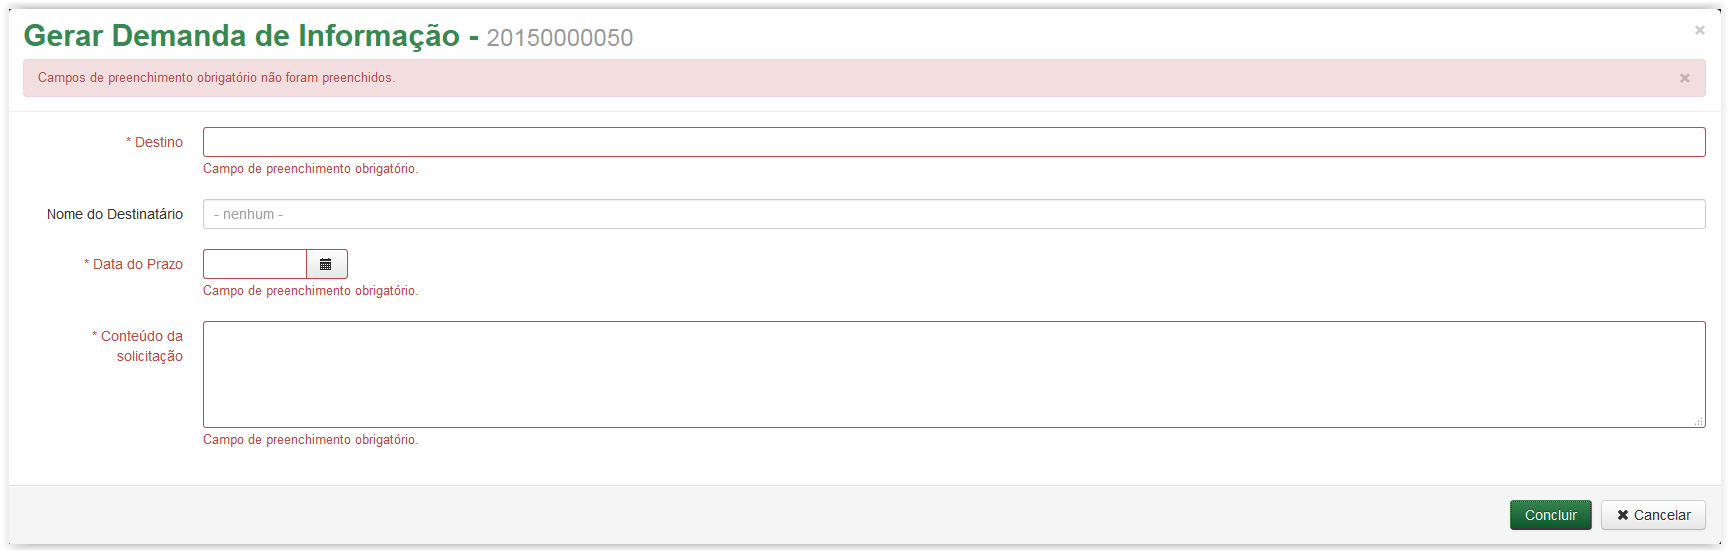 Gerar Demanda de Informação - 20150000050
Campos de preenchimento obrigatório não foram preenchidos.
* Destino
Campo de preenchimento obrigatório.
Nome do Destinatário
- nenhum -
* Data do Prazo
Campo de preenchimento obrigatório.
* Conteúdo da
solicitação
Campo de preenchimento obrigatório.
Concluir
Cancelar